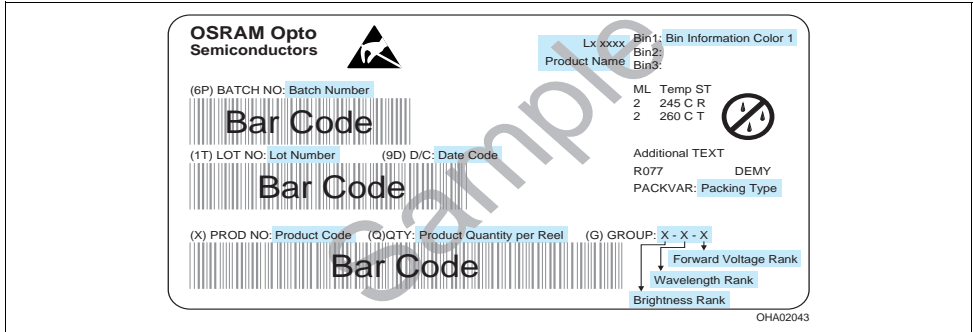 OSRAM Opto
Semiconductors
Lx xxxx
Product Name
Bin1: Bin Information Color 1
Bin2:
Bin3:
(6P) BATCH NO: Batch Number
Bar Code
ML Temp ST
2 245 C R
2 260 C T
(1T) LOT NO: Lot Number (9D) D/C: Date Code
Bar Code
Additional TEXT
R077 DEMY
PACKVAR: Packing Type
(X) PROD NO: Product Code (Q)QTY: Product Quantity per Reel (G) GROUP: X - X - X
Bar Code
Forward Voltage Rank
Wavelength Rank
Brightness Rank
Sample
OHA02043